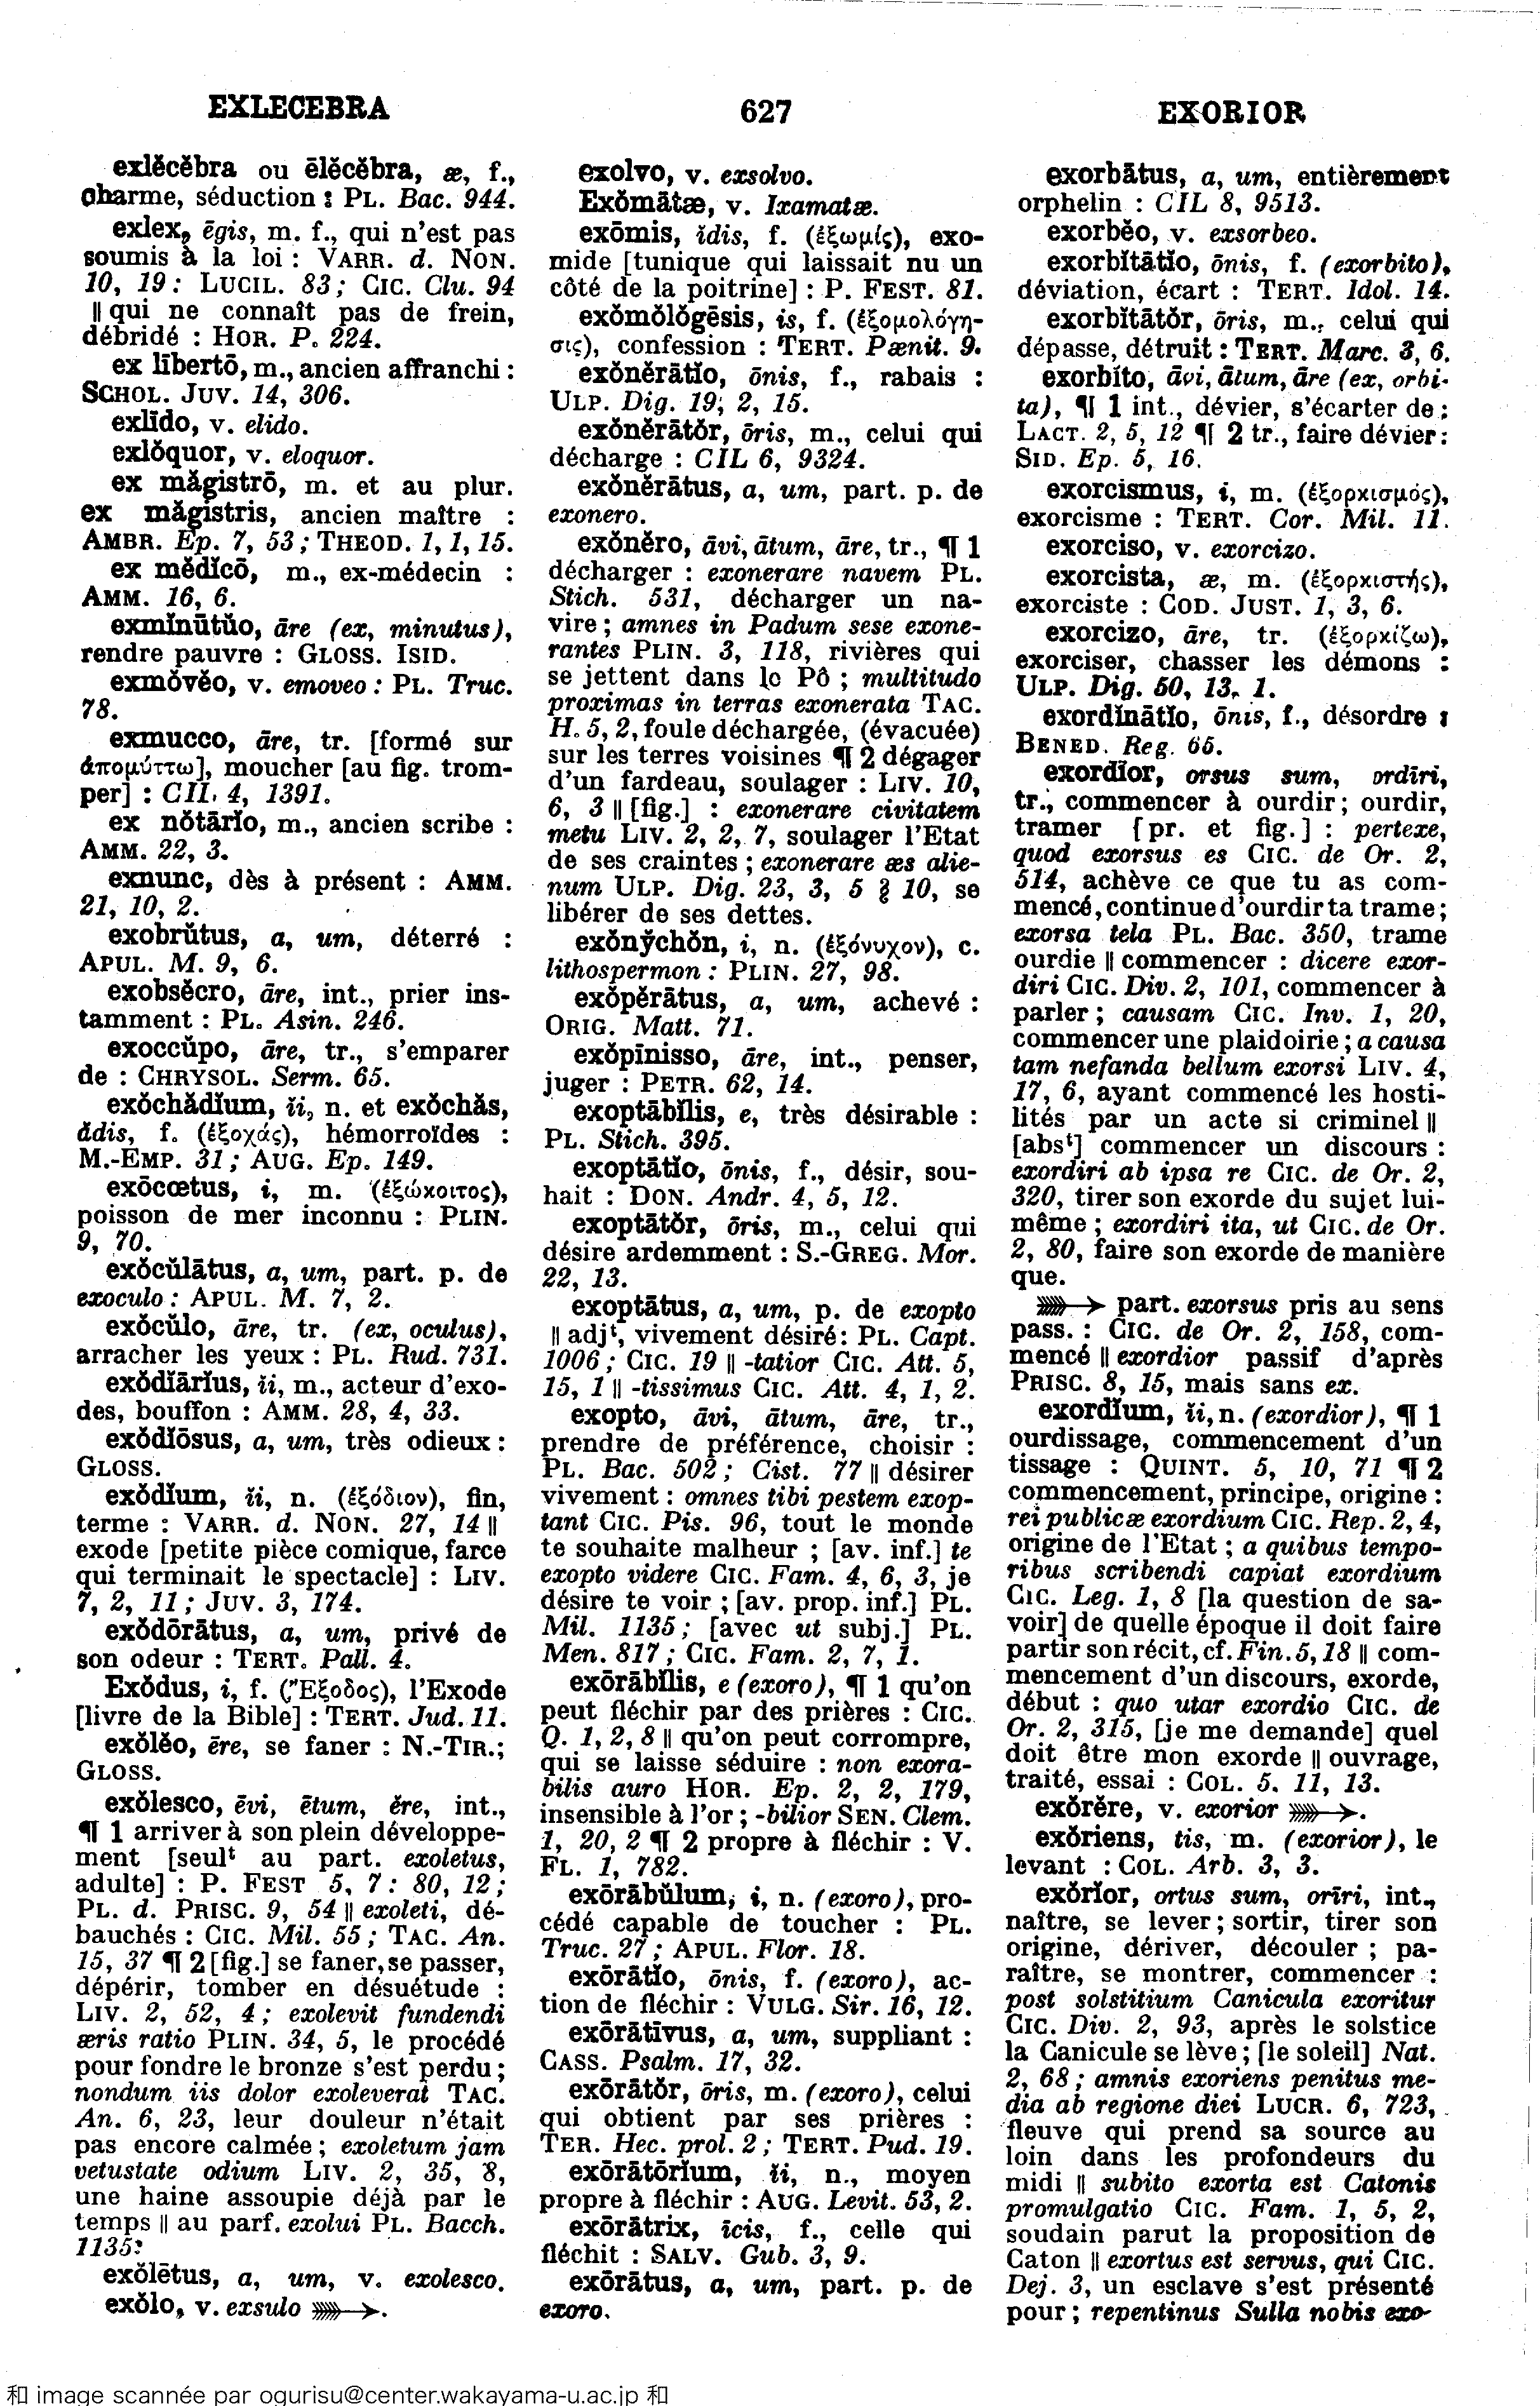 EXLECEBRA
627
EXORIOR
exlĕcĕbra ou ēlĕcĕbra, æ, f.,
charme, séduction : PL. Bac. 944.
exlex, ēgis, m. f., qui n'est pas
soumis à la loi : VARR. d. NON.
10, 19 : LUCIL. 83 ; CIC. Clu. 94
|| qui ne connaît pas de frein,
débridé : HOR. P. 224.
ex lībertō, m., ancien affranchi :
SCHOL. JUV. 14, 306.
exlīdo, v. elido.
exlŏquor, v. eloquor.
ex măgistrō, m. et au plur.
ex măgistris, ancien maître :
AMBR. Ep. 7, 53 ; THEOD. 1, 1, 15.
ex mĕdĭcō, m., ex-médecin :
AMM. 16, 6.
exmĭnūtŭo, āre (ex, minutus),
rendre pauvre : GLOSS. ISID.
exmŏvĕo, v. emoveo : PL. Truc.
78.
exmucco, āre, tr. [formé sur
ἀπομύττω], moucher [au fig. trom-
per] : CIL 4, 1391.
ex nŏtārĭo, m., ancien scribe :
AMM. 22, 3.
exnunc, dès à présent : AMM.
21, 10, 2.
exobrŭtus, a, um, déterré :
APUL. M. 9, 6.
exobsĕcro, āre, int., prier ins-
tamment : PL. Asin. 246.
exoccŭpo, āre, tr., s'emparer
de : CHRYSOL. Serm. 65.
exŏchădĭum, ĭi, n. et exŏchăs,
ădis, f. (ἐξοχάς), hémorroïdes :
M.-EMP. 31 ; AUG. Ep. 149.
exōcœtus, i, m. (ἐξώκοιτος),
poisson de mer inconnu : PLIN.
9, 70.
exŏcŭlātus, a, um, part. p. de
exoculo : APUL. M. 7, 2.
exŏcŭlo, āre, tr. (ex, oculus),
arracher les yeux : PL. Rud. 731.
exŏdĭārĭus, ĭi, m., acteur d'exo-
des, bouffon : AMM. 28, 4, 33.
exŏdĭōsus, a, um, très odieux :
GLOSS.
exŏdĭum, ĭi, n. (ἐξόδιον), fin,
terme : VARR. d. NON. 27, 14 ||
exode [petite pièce comique, farce
qui terminait le spectacle] : LIV.
7, 2, 11 ; JUV. 3, 174.
exŏdōrātus, a, um, privé de
son odeur : TERT. Pall. 4.
Exŏdus, i, f. (Ἔξοδος), l'Exode
[livre de la Bible] : TERT. Jud. 11.
exŏlĕo, ēre, se faner : N.-TIR.;
GLOSS.
exŏlesco, ēvi, ētum, ĕre, int.,
¶ 1 arriver à son plein développe-
ment [seulᵗ au part. exoletus,
adulte] : P. FEST 5, 7 : 80, 12 ;
PL. d. PRISC. 9, 54 || exoleti, dé-
bauchés : CIC. Mil. 55 ; TAC. An.
15, 37 ¶ 2 [fig.] se faner, se passer,
dépérir, tomber en désuétude :
LIV. 2, 52, 4 ; exolevit fundendi
æris ratio PLIN. 34, 5, le procédé
pour fondre le bronze s'est perdu ;
nondum iis dolor exoleverat TAC.
An. 6, 23, leur douleur n'était
pas encore calmée ; exoletum jam
vetustate odium LIV. 2, 35, 8,
une haine assoupie déjà par le
temps || au parf. exolui PL. Bacch.
1135:
exŏlētus, a, um, v. exolesco.
exŏlo, v. exsulo ⟶.
exolvo, v. exsolvo.
Exŏmātæ, v. Ixamatæ.
exōmis, ĭdis, f. (ἐξωμίς), exo-
mide [tunique qui laissait nu un
côté de la poitrine] : P. FEST. 81.
exŏmŏlŏgēsis, is, f. (ἐξομολόγη-
σις), confession : TERT. Pænit. 9.
exŏnĕrātĭo, ōnis, f., rabais :
ULP. Dig. 19, 2, 15.
exŏnĕrātŏr, ōris, m., celui qui
décharge : CIL 6, 9324.
exŏnĕrātus, a, um, part. p. de
exonero.
exŏnĕro, āvi, ātum, āre, tr., ¶ 1
décharger : exonerare navem PL.
Stich. 531, décharger un na-
vire ; amnes in Padum sese exone-
rantes PLIN. 3, 118, rivières qui
se jettent dans le Pô ; multitudo
proximas in terras exonerata TAC.
H. 5, 2, foule déchargée, (évacuée)
sur les terres voisines ¶ 2 dégager
d'un fardeau, soulager : LIV. 10,
6, 3 || [fig.] : exonerare civitatem
metu LIV. 2, 2, 7, soulager l'Etat
de ses craintes ; exonerare æs alie-
num ULP. Dig. 23, 3, 5 § 10, se
libérer de ses dettes.
exŏnўchŏn, i, n. (ἐξόνυχον), c.
lithospermon : PLIN. 27, 98.
exŏpĕrātus, a, um, achevé :
ORIG. Matt. 71.
exŏpīnisso, āre, int., penser,
juger : PETR. 62, 14.
exoptābĭlis, e, très désirable :
PL. Stich. 395.
exoptātĭo, ōnis, f., désir, sou-
hait : DON. Andr. 4, 5, 12.
exoptātŏr, ōris, m., celui qui
désire ardemment : S.-GREG. Mor.
22, 13.
exoptātus, a, um, p. de exopto
|| adjᵗ, vivement désiré : PL. Capt.
1006 ; CIC. 19 || -tatior CIC. Att. 5,
15, 1 || -tissimus CIC. Att. 4, 1, 2.
exopto, āvi, ātum, āre, tr.,
prendre de préférence, choisir :
PL. Bac. 502 ; Cist. 77 || désirer
vivement : omnes tibi pestem exop-
tant CIC. Pis. 96, tout le monde
te souhaite malheur ; [av. inf.] te
exopto videre CIC. Fam. 4, 6, 3, je
désire te voir ; [av. prop. inf.] PL.
Mil. 1135 ; [avec ut subj.] PL.
Men. 817 ; CIC. Fam. 2, 7, 1.
exōrābĭlis, e (exoro), ¶ 1 qu'on
peut fléchir par des prières : CIC.
Q. 1, 2, 8 || qu'on peut corrompre,
qui se laisse séduire : non exora-
bilis auro HOR. Ep. 2, 2, 179,
insensible à l'or ; -bilior SEN. Clem.
1, 20, 2 ¶ 2 propre à fléchir : V.
FL. 1, 782.
exōrābŭlum, i, n. (exoro), pro-
cédé capable de toucher : PL.
Truc. 27 ; APUL. Flor. 18.
exōrātĭo, ōnis, f. (exoro), ac-
tion de fléchir : VULG. Sir. 16, 12.
exōrātīvus, a, um, suppliant :
CASS. Psalm. 17, 32.
exōrātŏr, ōris, m. (exoro), celui
qui obtient par ses prières :
TER. Hec. prol. 2 ; TERT. Pud. 19.
exōrātōrĭum, ĭi, n., moyen
propre à fléchir : AUG. Levit. 53, 2.
exōrātrix, īcis, f., celle qui
fléchit : SALV. Gub. 3, 9.
exōrātus, a, um, part. p. de
exoro.
exorbātus, a, um, entièrement
orphelin : CIL 8, 9513.
exorbĕo, v. exsorbeo.
exorbĭtātĭo, ōnis, f. (exorbito),
déviation, écart : TERT. Idol. 14.
exorbĭtātŏr, ōris, m., celui qui
dépasse, détruit : TERT. Marc. 3, 6.
exorbĭto, āvi, ātum, āre (ex, orbi-
ta), ¶ 1 int., dévier, s'écarter de :
LACT. 2, 5, 12 ¶ 2 tr., faire dévier :
SID. Ep. 5, 16.
exorcismus, i, m. (ἐξορκισμός),
exorcisme : TERT. Cor. Mil. 11.
exorciso, v. exorcizo.
exorcista, æ, m. (ἐξορκιστής),
exorciste : COD. JUST. 1, 3, 6.
exorcizo, āre, tr. (ἐξορκίζω),
exorciser, chasser les démons :
ULP. Dig. 50, 13, 1.
exordĭnātĭo, ōnis, f., désordre :
BENED. Reg. 65.
exordĭor, orsus sum, ordīri,
tr., commencer à ourdir ; ourdir,
tramer [pr. et fig.] : pertexe,
quod exorsus es CIC. de Or. 2,
514, achève ce que tu as com-
mencé, continue d'ourdir ta trame ;
exorsa tela PL. Bac. 350, trame
ourdie || commencer : dicere exor-
diri CIC. Div. 2, 101, commencer à
parler ; causam CIC. Inv. 1, 20,
commencer une plaidoirie ; a causa
tam nefanda bellum exorsi LIV. 4,
17, 6, ayant commencé les hosti-
lités par un acte si criminel ||
[absᵗ] commencer un discours :
exordiri ab ipsa re CIC. de Or. 2,
320, tirer son exorde du sujet lui-
même ; exordiri ita, ut CIC. de Or.
2, 80, faire son exorde de manière
que.
⟶ part. exorsus pris au sens
pass. : CIC. de Or. 2, 158, com-
mencé || exordior passif d'après
PRISC. 8, 15, mais sans ex.
exordĭum, ĭi, n. (exordior), ¶ 1
ourdissage, commencement d'un
tissage : QUINT. 5, 10, 71 ¶ 2
commencement, principe, origine :
rei publicæ exordium CIC. Rep. 2, 4,
origine de l'Etat ; a quibus tempo-
ribus scribendi capiat exordium
CIC. Leg. 1, 8 [la question de sa-
voir] de quelle époque il doit faire
partir son récit, cf. Fin. 5, 18 || com-
mencement d'un discours, exorde,
début : quo utar exordio CIC. de
Or. 2, 315, [je me demande] quel
doit être mon exorde || ouvrage,
traité, essai : COL. 5. 11, 13.
exŏrĕre, v. exorior ⟶.
exŏriens, tis, m. (exorior), le
levant : COL. Arb. 3, 3.
exŏrĭor, ortus sum, orīri, int.,
naître, se lever ; sortir, tirer son
origine, dériver, découler ; pa-
raître, se montrer, commencer :
post solstitium Canicula exoritur
CIC. Div. 2, 93, après le solstice
la Canicule se lève ; [le soleil] Nat.
2, 68 ; amnis exoriens penitus me-
dia ab regione diei LUCR. 6, 723,
fleuve qui prend sa source au
loin dans les profondeurs du
midi || subito exorta est Catonis
promulgatio CIC. Fam. 1, 5, 2,
soudain parut la proposition de
Caton || exortus est servus, qui CIC.
Dej. 3, un esclave s'est présenté
pour ; repentinus Sulla nobis exo-
和 image scannée par ogurisu@center.wakayama-u.ac.jp 和